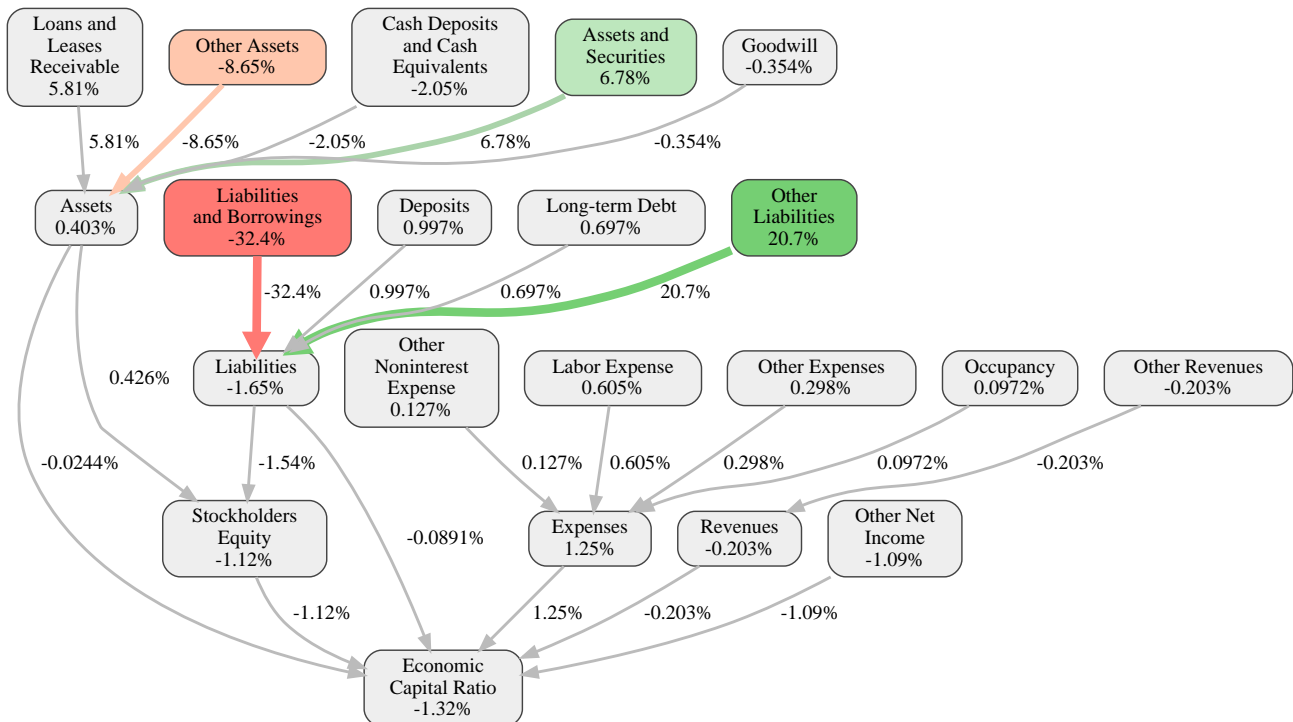 Loans and
Leases
Receivable
5.81%
Other Assets
-8.65%
Cash Deposits
and Cash
Equivalents
-2.05%
Assets and
Securities
6.78%
Goodwill
-0.354%
5.81%
-8.65%
-2.05%
6.78%
-0.354%
Assets
0.403%
Liabilities
and Borrowings
-32.4%
Deposits
0.997%
Long-term Debt
0.697%
Other
Liabilities
20.7%
-32.4%
0.997%
0.697%
20.7%
Liabilities
-1.65%
Other
Noninterest
Expense
0.127%
Labor Expense
0.605%
Other Expenses
0.298%
Occupancy
0.0972%
Other Revenues
-0.203%
0.426%
-0.0244%
-1.54%
0.127%
0.605%
0.298%
0.0972%
-0.203%
Stockholders
Equity
-1.12%
-0.0891%
Expenses
1.25%
Revenues
-0.203%
Other Net
Income
-1.09%
-1.12%
1.25%
-0.203%
-1.09%
Economic
Capital Ratio
-1.32%